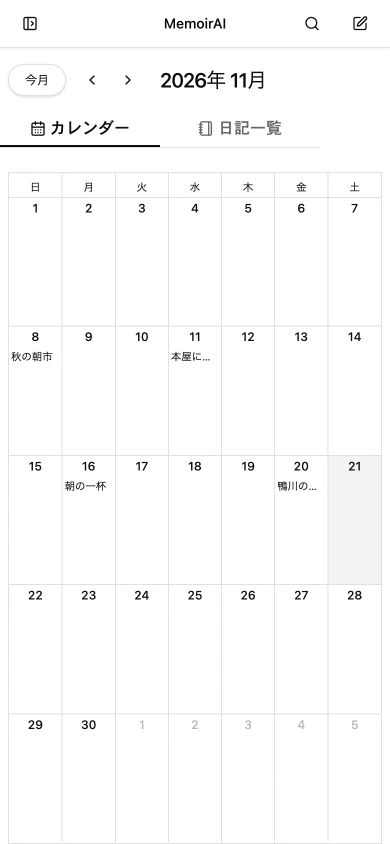 MemoirAI
今月 2026年 11月
カレンダー 日記一覧
日 月 火 水 木 金 土
1 2 3 4 5 6 7
8 9 10 11 12 13 14
秋の朝市 本屋に...
15 16 17 18 19 20 21
朝の一杯 鴨川の...
22 23 24 25 26 27 28
29 30 1 2 3 4 5